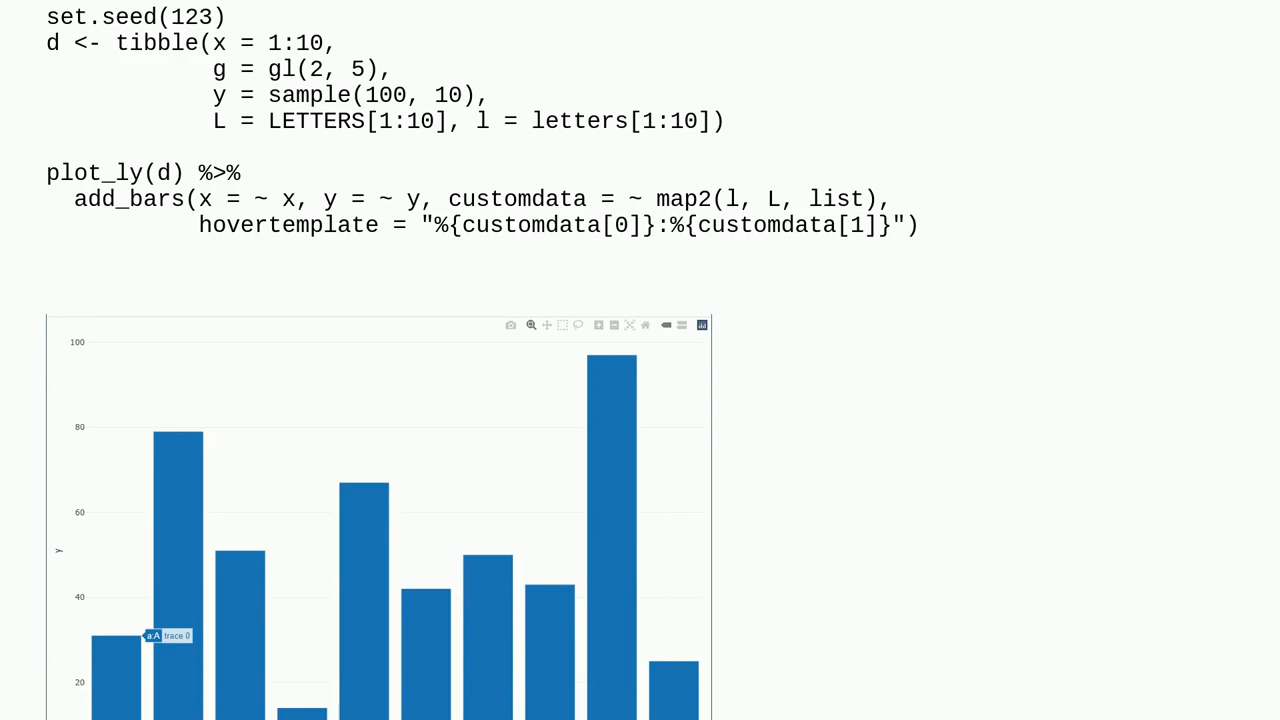 set.seed(123)
d <- tibble(x = 1:10,
            g = gl(2, 5),
            y = sample(100, 10),
            L = LETTERS[1:10], l = letters[1:10])
plot_ly(d) %>%
  add_bars(x = ~ x, y = ~ y, customdata = ~ map2(l, L, list),
           hovertemplate = "%{customdata[0]}:%{customdata[1]}")
100
80
60
y
40
a:A trace 0
20